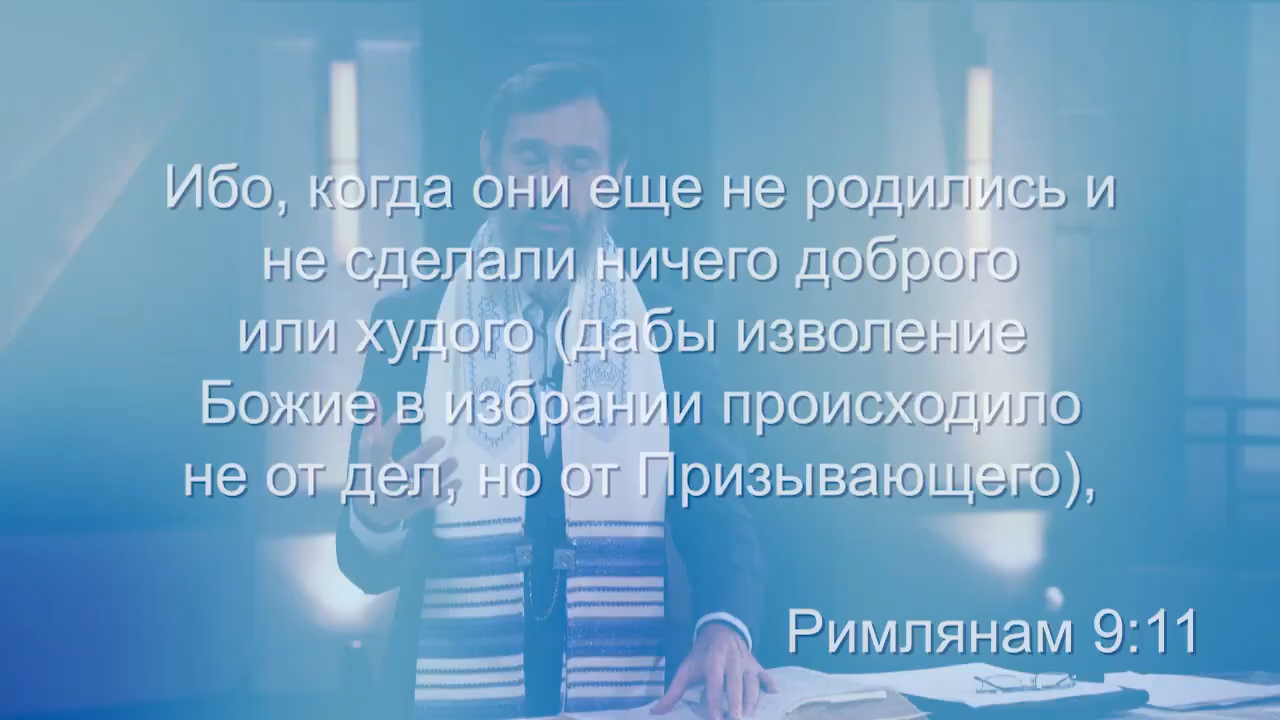 Ибо, когда они еще не родились и
не сделали ничего доброго
или худого (дабы изволение
Божие в избрании происходило
не от дел, но от Призывающего),
Римлянам 9:11